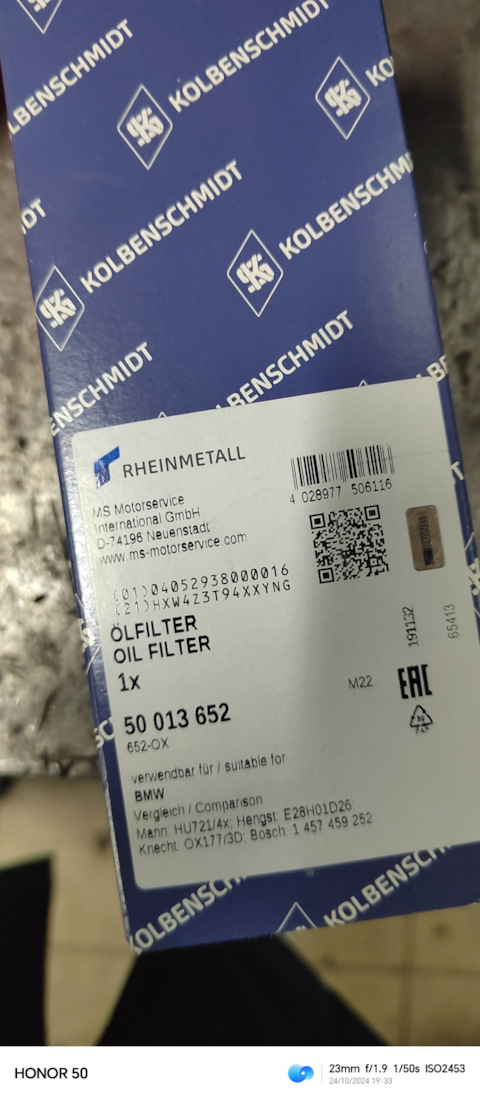 KOLBENSCHMIDT
KOLBENSCHMIDT
KOLBENSCHMIDT
KOLBENSCHMIDT
RHEINMETALL
MS Motorservice
International GmbH
D-74196 Neuenstadt
www.ms-motorservice.com
4 028977 506116
(01)04052938000016
(21)HXW4Z3T94XXYNG
ÖLFILTER
OIL FILTER
1x
50 013 652
652-OX
M22
EAC
191132
65413
verwendbar für / suitable for
BMW
Vergleich / Comparison
Mann: HU721/4x; Hengst: E28H01D26
Knecht: OX177/3D; Bosch: 1 457 459 252
HONOR 50
23mm f/1.9 1/50s ISO2453
24/10/2024 19:33